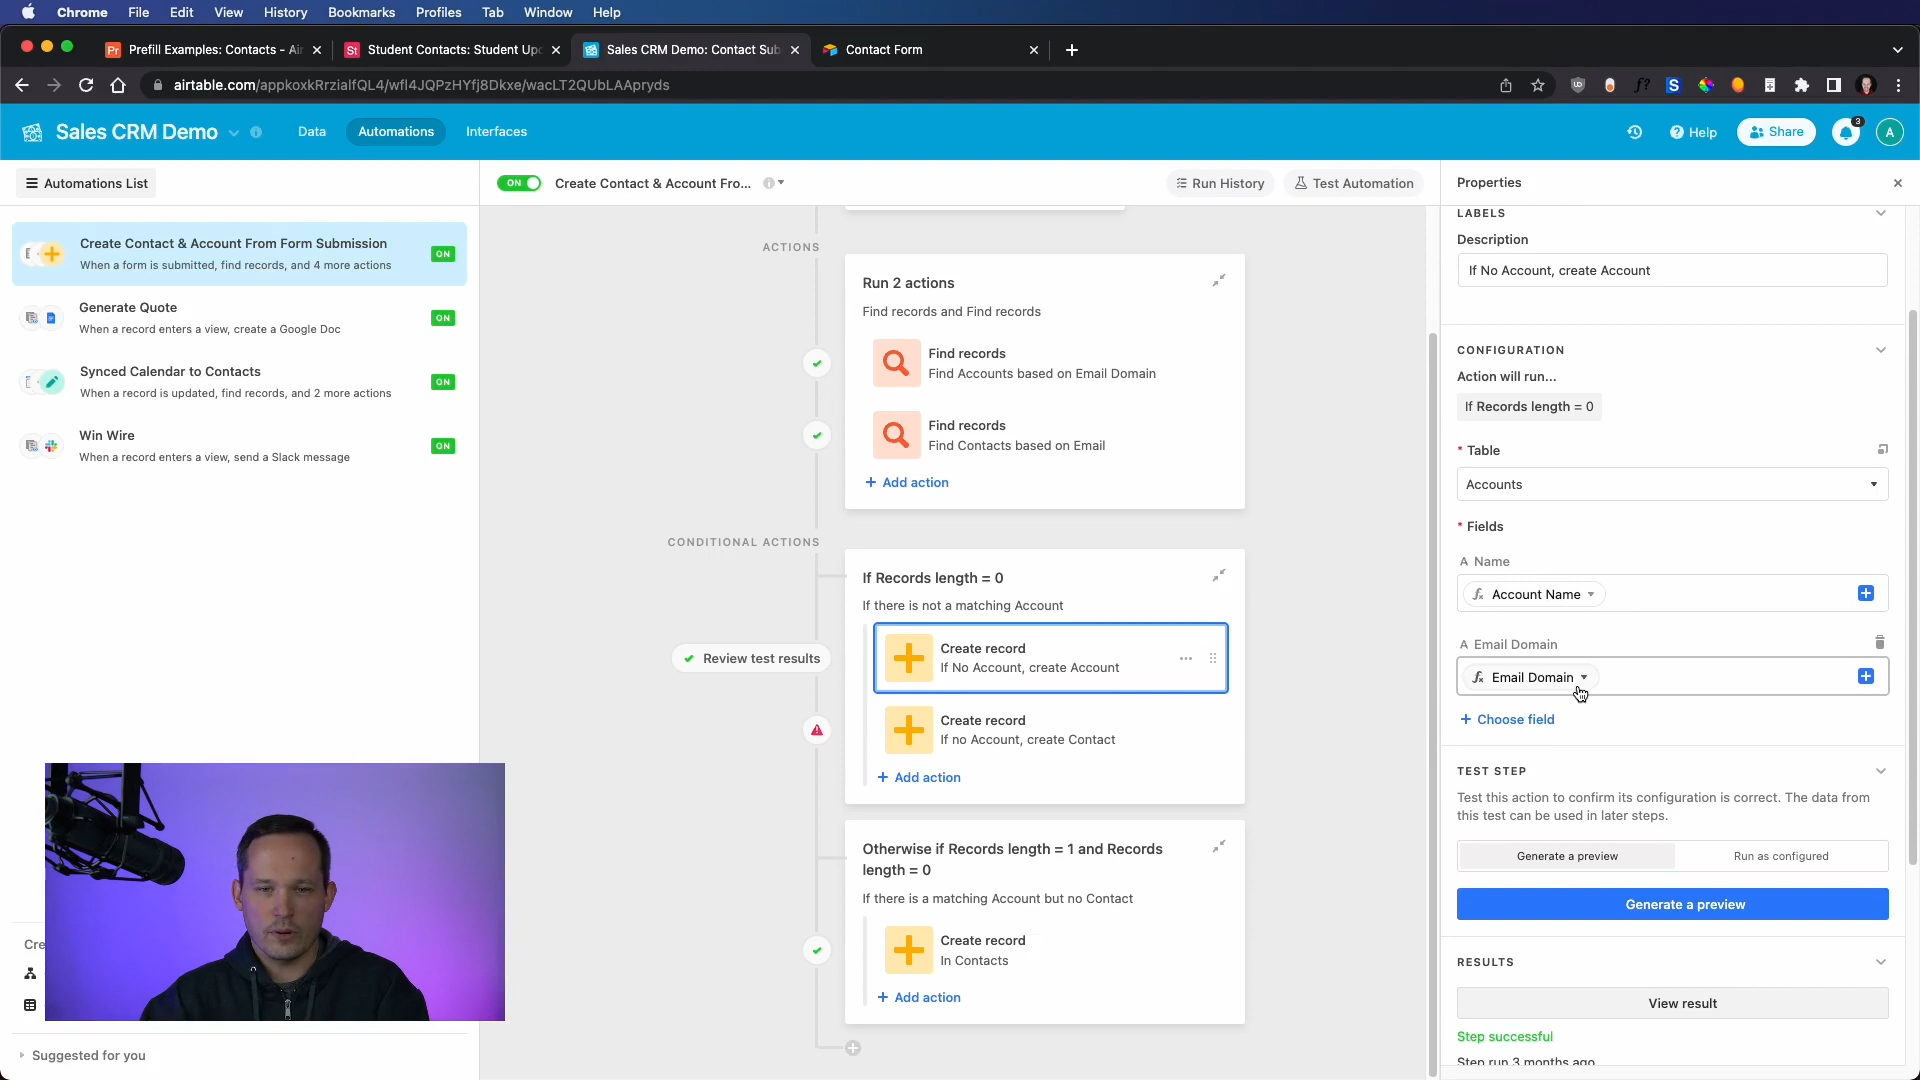 Chrome File Edit View History Bookmarks Profiles Tab Window Help
Pr Prefill Examples: Contacts - Air
St Student Contacts: Student Upd
Sales CRM Demo: Contact Sub
Contact Form
airtable.com/appkoxkRrzialfQL4/wfl4JQPzHYfj8Dkxe/wacLT2QUbLAApryds
Sales CRM Demo
Data
Automations
Interfaces
Help
Share
3
A
Automations List
ON
Create Contact & Account Fro...
Run History
Test Automation
Properties
Create Contact & Account From Form Submission
When a form is submitted, find records, and 4 more actions
ON
Generate Quote
When a record enters a view, create a Google Doc
ON
Synced Calendar to Contacts
When a record is updated, find records, and 2 more actions
ON
Win Wire
When a record enters a view, send a Slack message
ON
Cre
Suggested for you
ACTIONS
Run 2 actions
Find records and Find records
Find records
Find Accounts based on Email Domain
Find records
Find Contacts based on Email
+ Add action
CONDITIONAL ACTIONS
If Records length = 0
If there is not a matching Account
Review test results
Create record
If No Account, create Account
Create record
If no Account, create Contact
+ Add action
Otherwise if Records length = 1 and Records
length = 0
If there is a matching Account but no Contact
Create record
In Contacts
+ Add action
LABELS
Description
If No Account, create Account
CONFIGURATION
Action will run...
If Records length = 0
* Table
Accounts
* Fields
A Name
Account Name
A Email Domain
Email Domain
+ Choose field
TEST STEP
Test this action to confirm its configuration is correct. The data from
this test can be used in later steps.
Generate a preview
Run as configured
Generate a preview
RESULTS
View result
Step successful
Step run 3 months ago